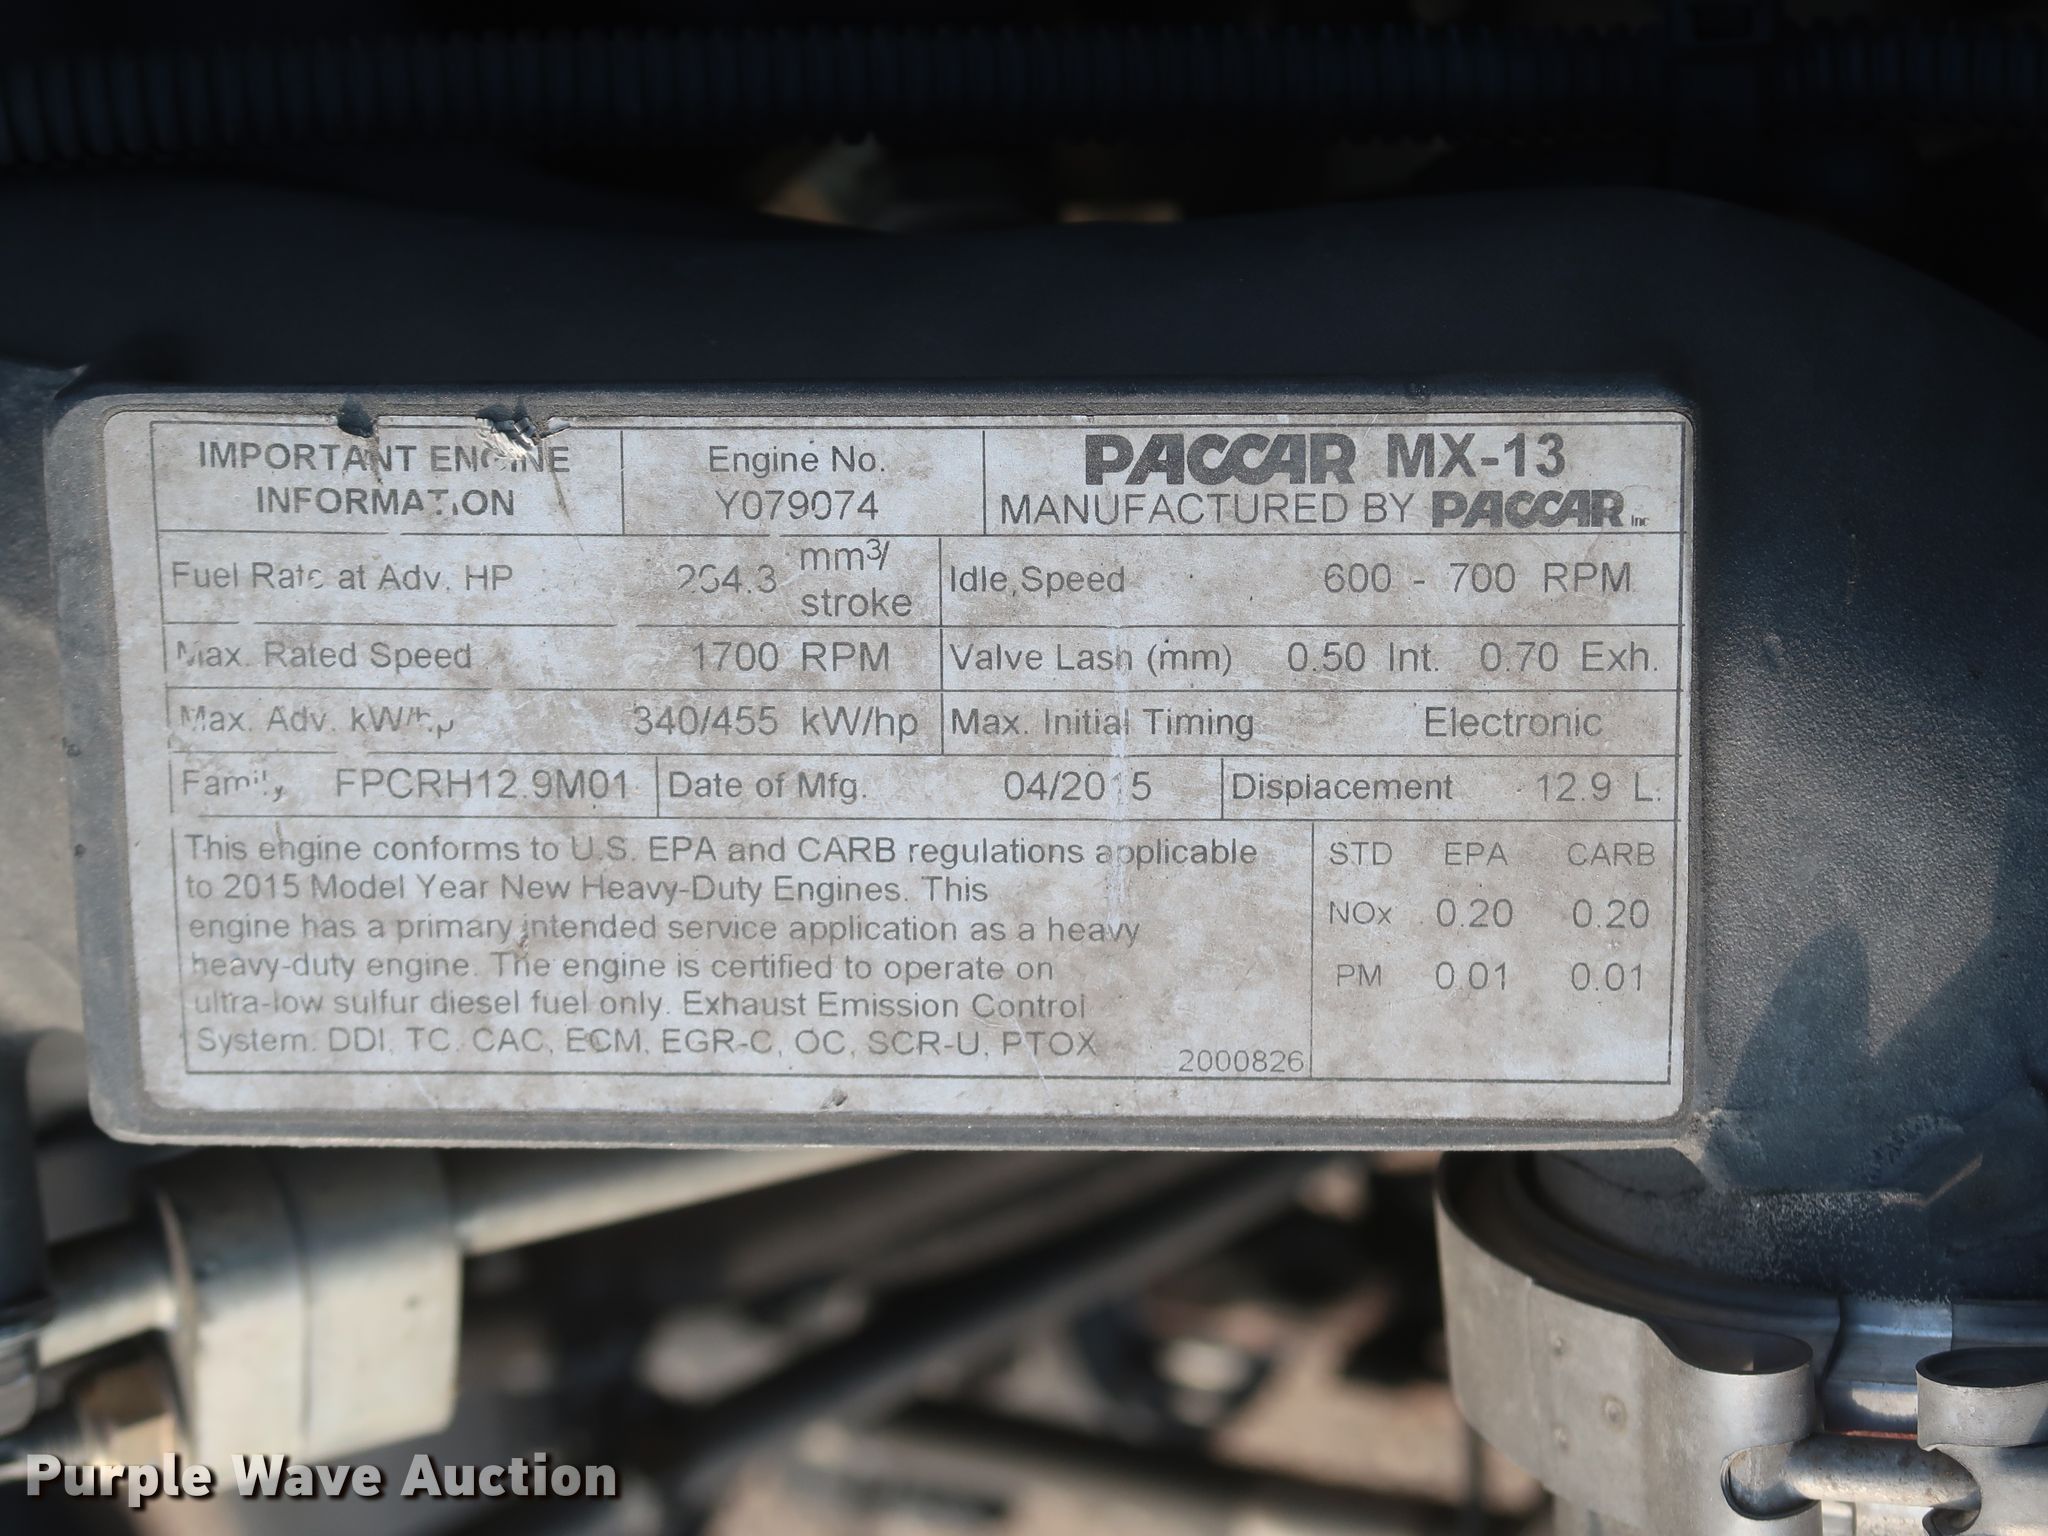 IMPORTANT ENGINE
INFORMATION
Engine No.
Y079074
PACCAR MX-13
MANUFACTURED BY PACCAR Inc
Fuel Rate at Adv. HP mm3/
stroke
Idle Speed 600 - 700 RPM
Max. Rated Speed 1700 RPM
Valve Lash (mm) 0.50 Int. 0.70 Exh.
Max. Adv. kW/hp 340/455 kW/hp
Max. Initial Timing Electronic
Family FPCRH12.9M01
Date of Mfg. 04/2015
Displacement 12.9 L.
This engine conforms to U.S. EPA and CARB regulations applicable
to 2015 Model Year New Heavy-Duty Engines. This
engine has a primary intended service application as a heavy
heavy-duty engine. The engine is certified to operate on
ultra-low sulfur diesel fuel only. Exhaust Emission Control
System: DDI, TC, CAC, ECM, EGR-C, OC, SCR-U, PTOX
2000826
STD EPA CARB
NOx 0.20 0.20
PM 0.01 0.01
Purple Wave Auction